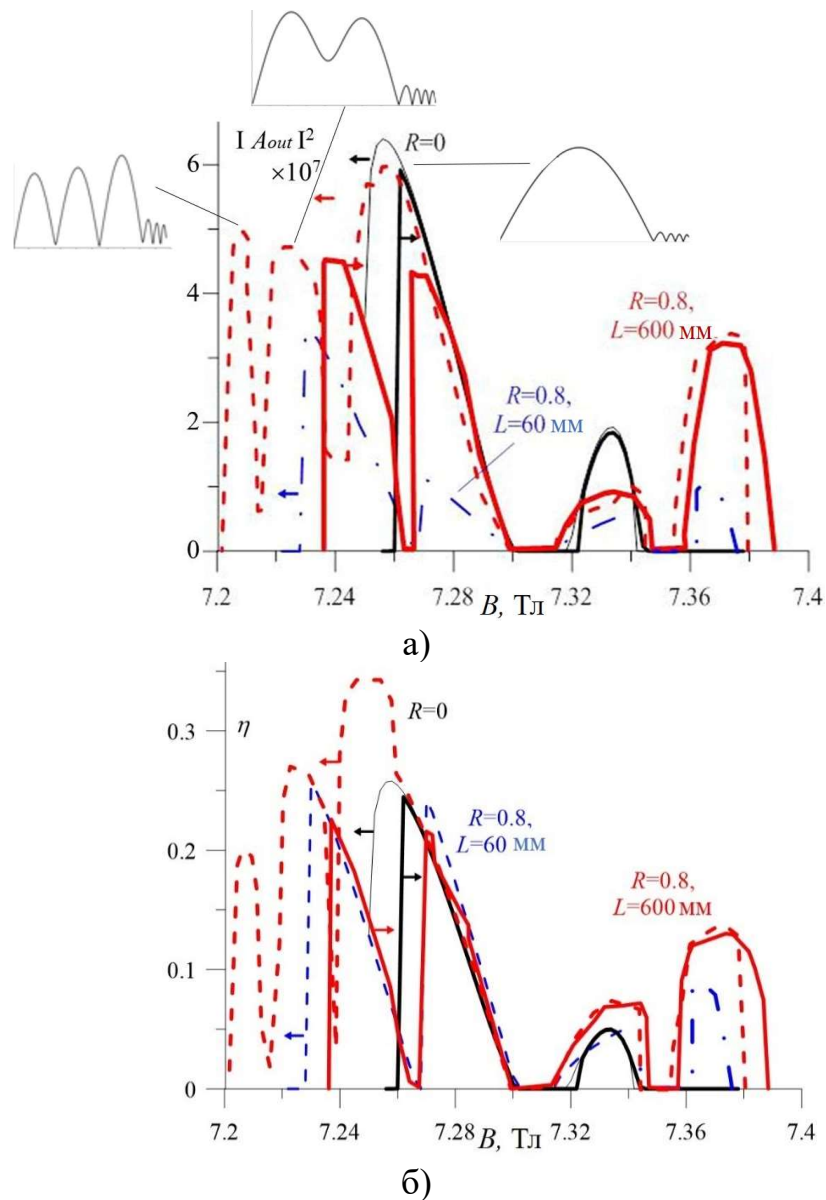 I Aout I²
×10⁷
R=0
6
4
2
0
R=0.8,
L=600 мм
R=0.8,
L=60 мм
7.2
7.24
7.28
7.32
7.36
7.4
B, Тл
а)
0.3
0.2
0.1
0
η
R=0
R=0.8,
L=60 мм
R=0.8,
L=600 мм
7.2
7.24
7.28
7.32
7.36
7.4
B, Тл
б)